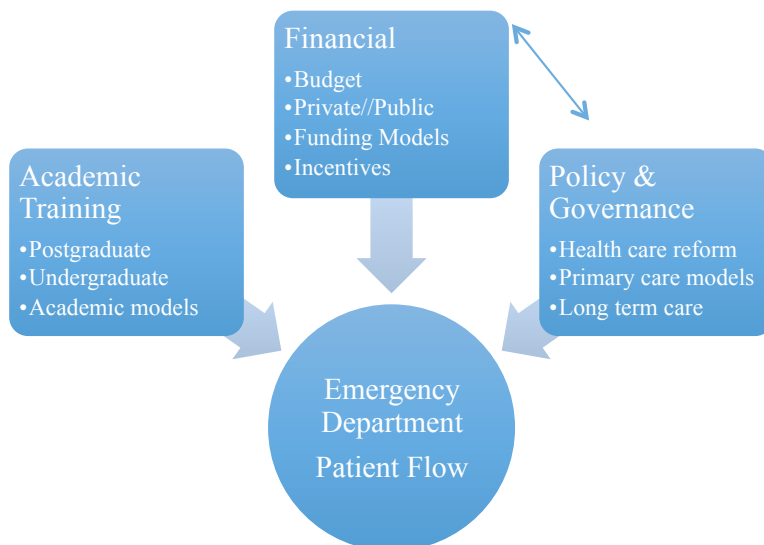 Financial
•Budget
•Private//Public
•Funding Models
•Incentives
Academic
Training
•Postgraduate
•Undergraduate
•Academic models
Policy &
Governance
•Health care reform
•Primary care models
•Long term care
Emergency
Department
Patient Flow